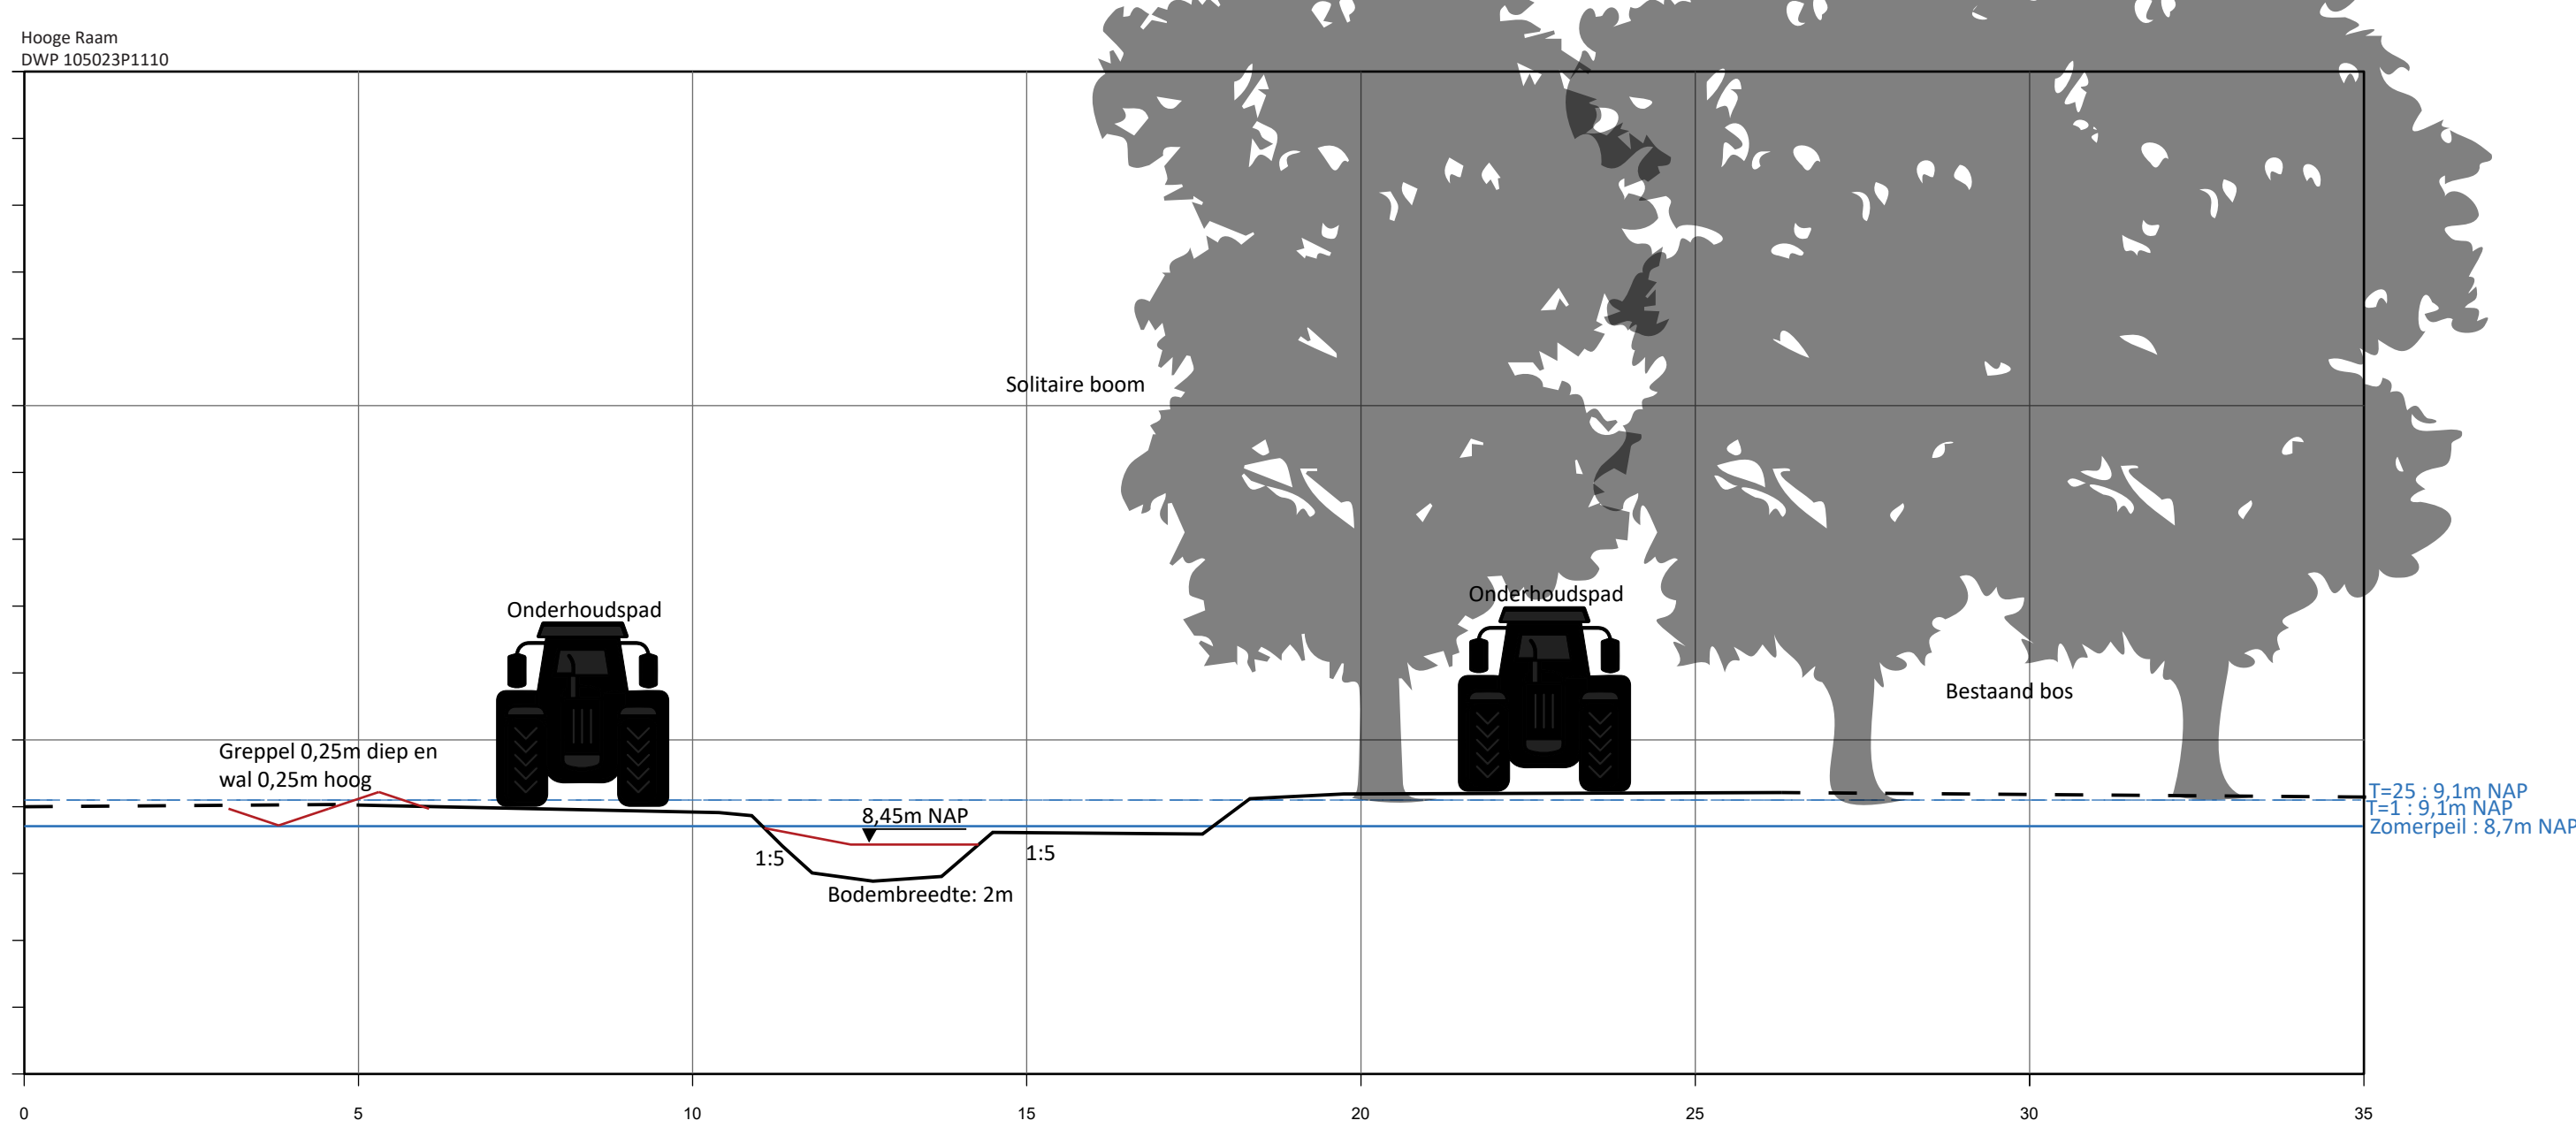 Hooge Raam
DWP 105023P1110
Solitaire boom
Onderhoudspad
Onderhoudspad
Bestaand bos
Greppel 0,25m diep en
wal 0,25m hoog
T=25 : 9,1m NAP
T=1 : 9,1m NAP
8,45m NAP
Zomerpeil : 8,7m NAP
1:5
1:5
Bodembreedte: 2m
0 5 10 15 20 25 30 35